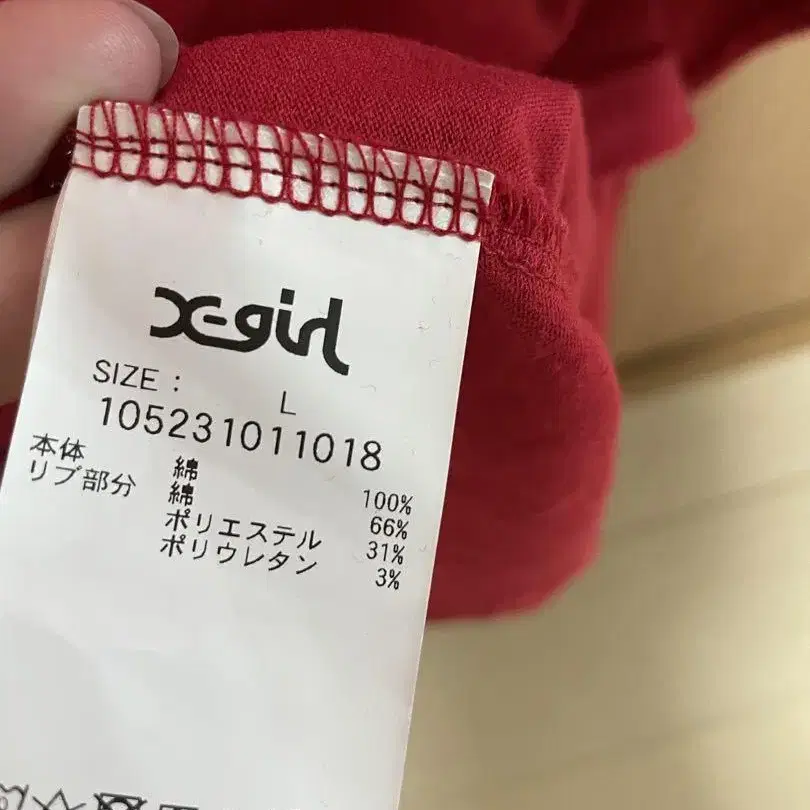 X-girl
SIZE : L
105231011018
本体 綿 100%
リブ部分 綿 66%
ポリエステル 31%
ポリウレタン 3%